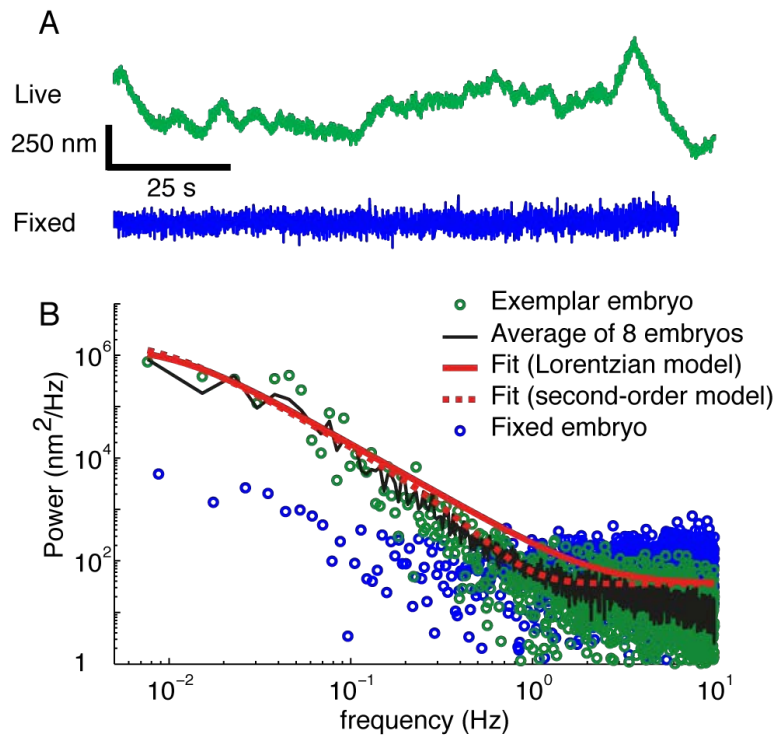 A
Live
250 nm
25 s
Fixed
B
Exemplar embryo
Average of 8 embryos
Fit (Lorentzian model)
Fit (second-order model)
Fixed embryo
Power (nm²/Hz)
10⁶
10⁴
10²
1
10⁻²
10⁻¹
10⁰
10¹
frequency (Hz)